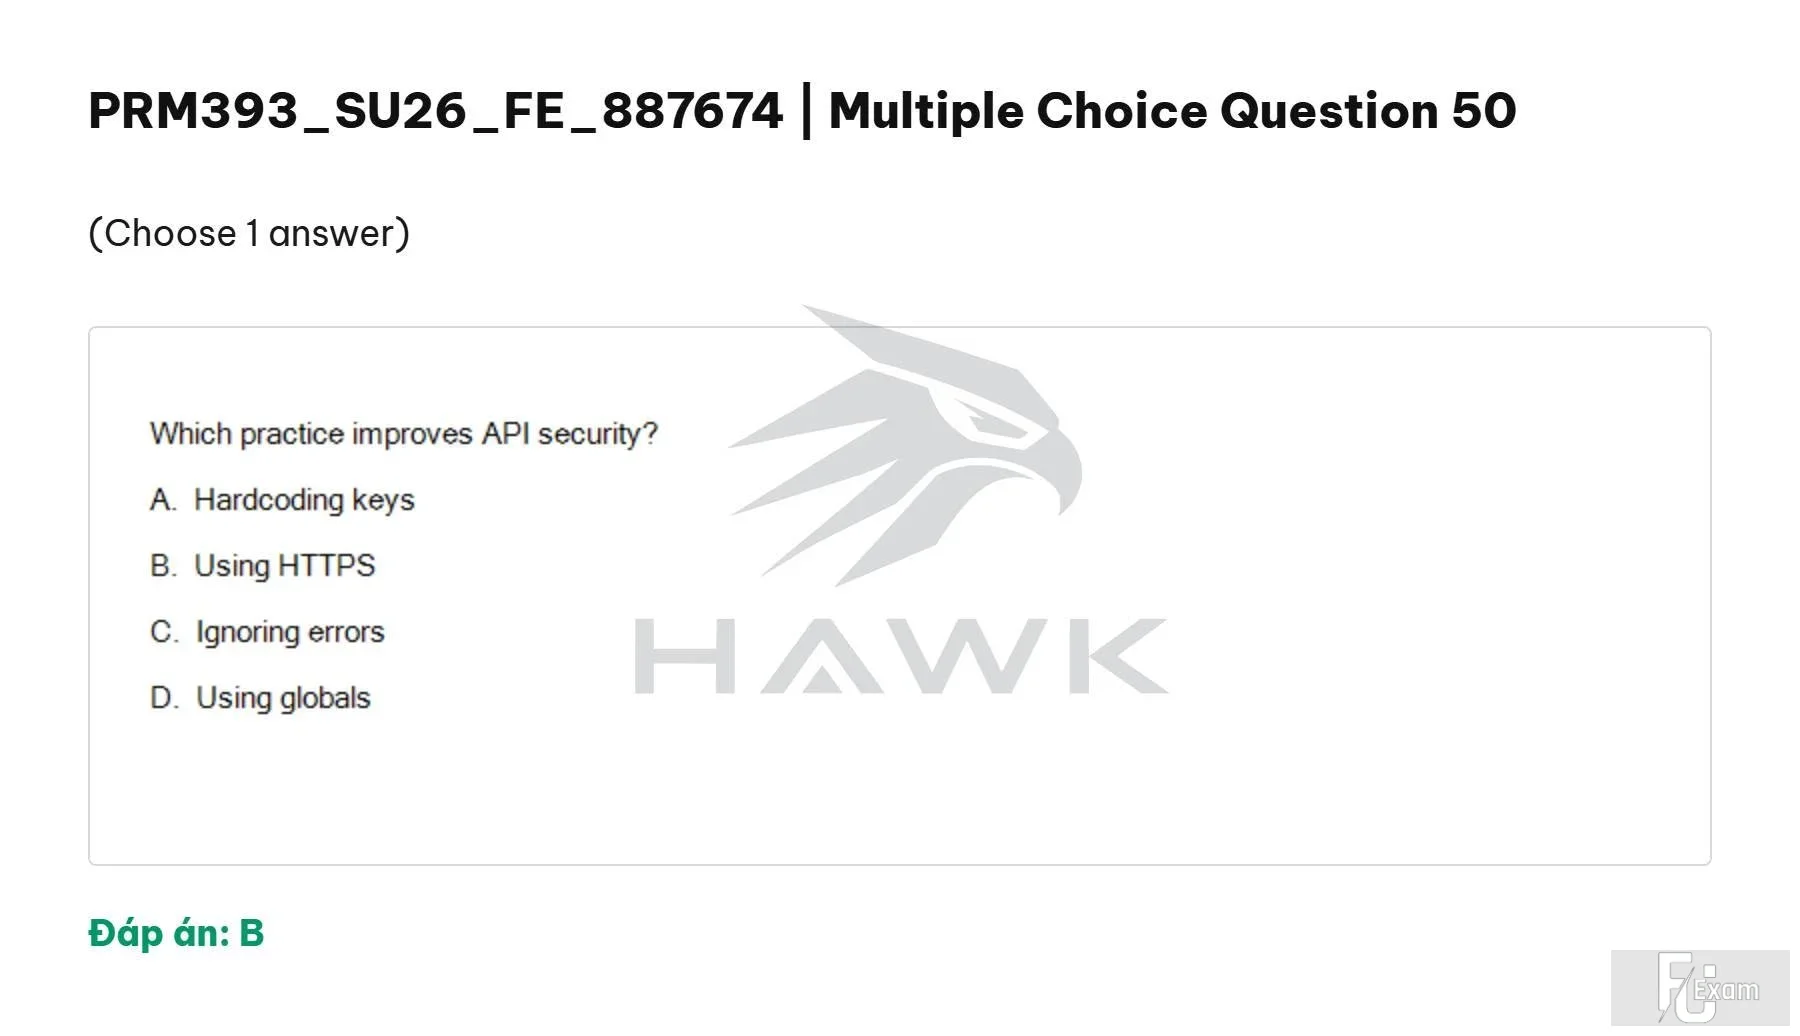 PRM393_SU26_FE_887674 | Multiple Choice Question 50
(Choose 1 answer)
Which practice improves API security?
A. Hardcoding keys
B. Using HTTPS
C. Ignoring errors
D. Using globals
HAWK
Đáp án: B
FU Exam